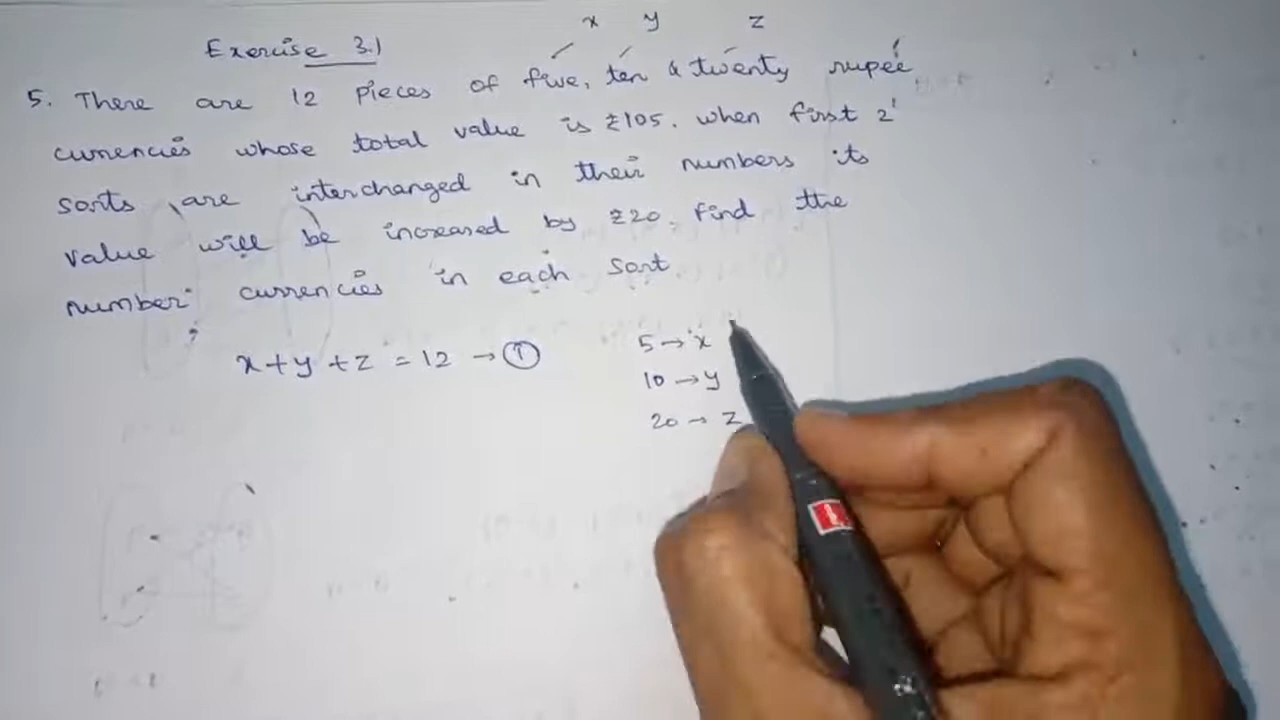 x y z
Exercise 3.1
5. There are 12 pieces of five, ten & twenty rupee
currencies whose total value is ₹105. when first 2
sorts are interchanged in their numbers its
value will be increased by ₹20. Find the
number currencies in each sort
x + y + z = 12 → ①
5 → x
10 → y
20 → z